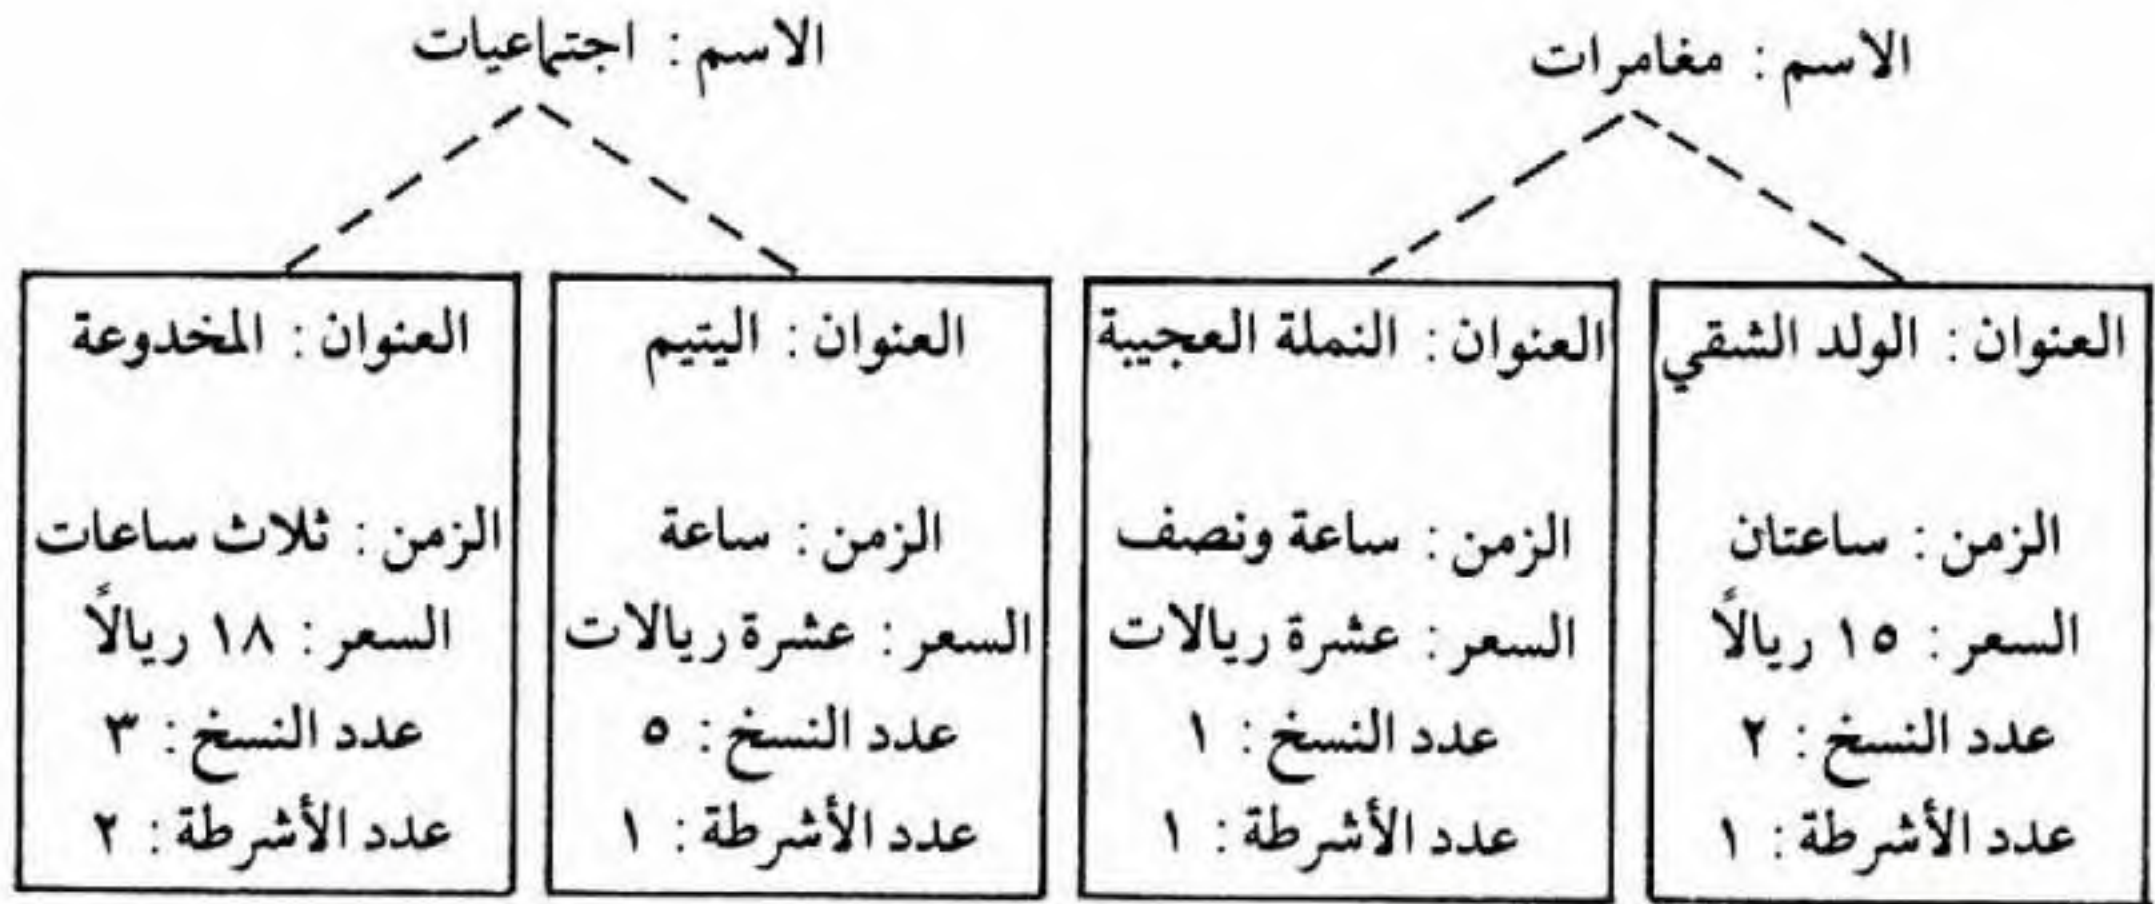 الاسم : مغامرات
الاسم : اجتماعيات
العنوان : الولد الشقي
الزمن : ساعتان
السعر : ١٥ ريالاً
عدد النسخ : ٢
عدد الأشرطة : ١
العنوان : النملة العجيبة
الزمن : ساعة ونصف
السعر : عشرة ريالات
عدد النسخ : ١
عدد الأشرطة : ١
العنوان : اليتيم
الزمن : ساعة
السعر : عشرة ريالات
عدد النسخ : ٥
عدد الأشرطة : ١
العنوان : المخدوعة
الزمن : ثلاث ساعات
السعر : ١٨ ريالاً
عدد النسخ : ٣
عدد الأشرطة : ٢